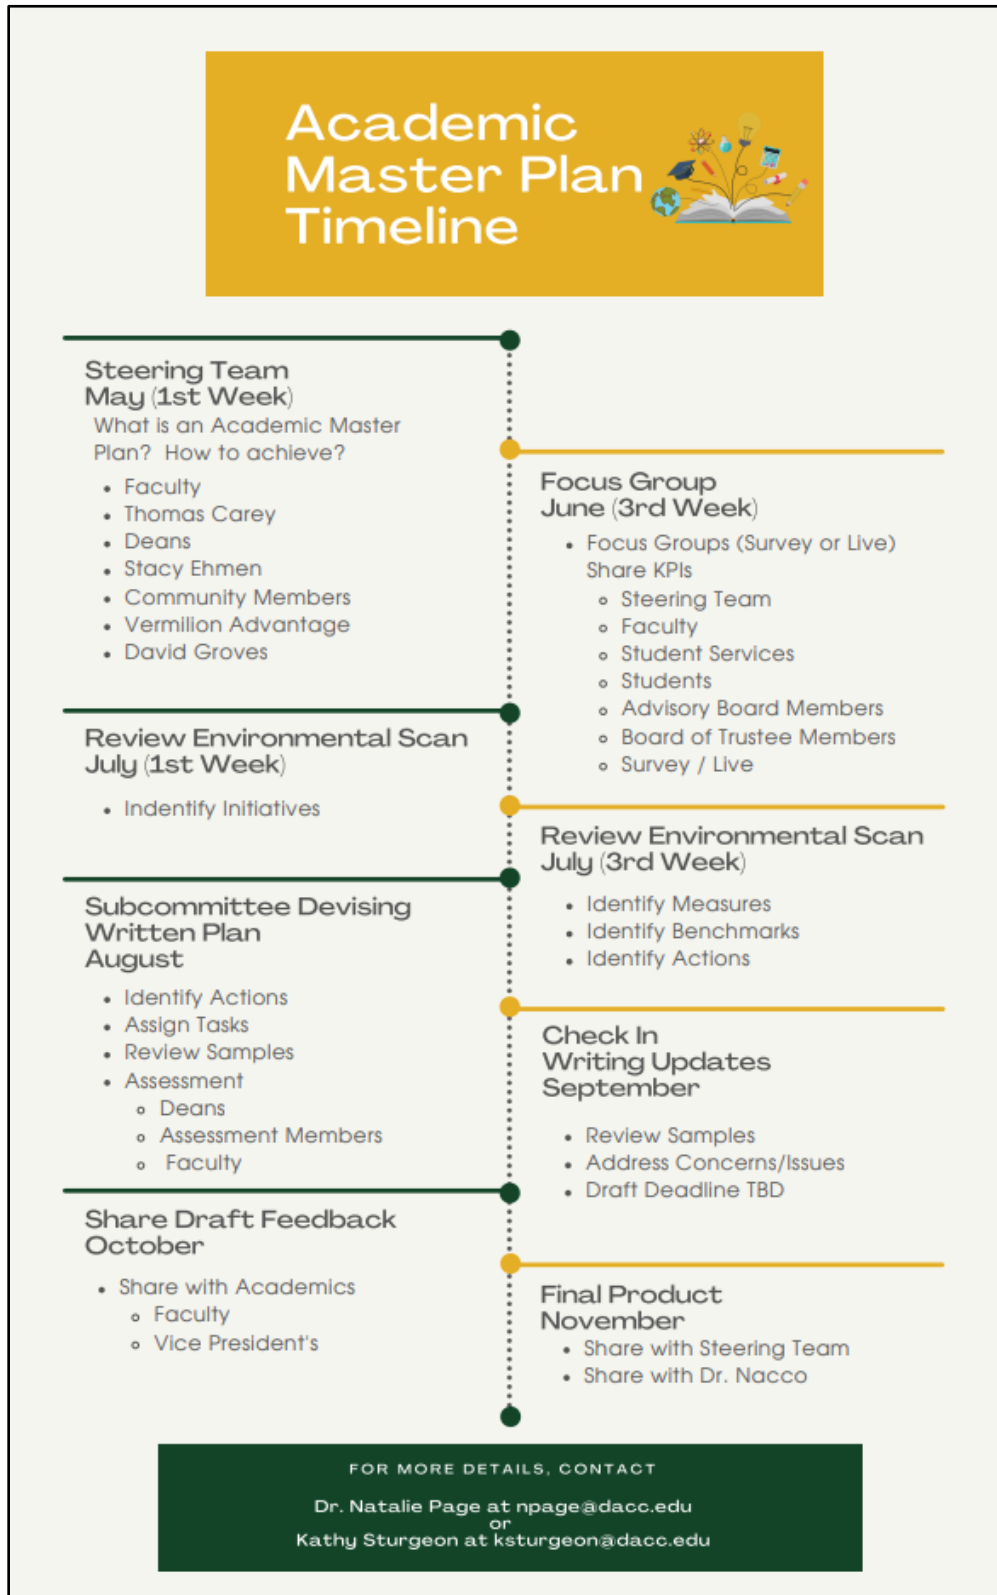 Academic
Master Plan
Timeline
Steering Team
May (1st Week)
What is an Academic Master
Plan?  How to achieve?
• Faculty
• Thomas Carey
• Deans
• Stacy Ehmen
• Community Members
• Vermilion Advantage
• David Groves
Focus Group
June (3rd Week)
• Focus Groups (Survey or Live)
Share KPIs
◦ Steering Team
◦ Faculty
◦ Student Services
◦ Students
◦ Advisory Board Members
◦ Board of Trustee Members
◦ Survey / Live
Review Environmental Scan
July (1st Week)
• Indentify Initiatives
Review Environmental Scan
July (3rd Week)
• Identify Measures
• Identify Benchmarks
• Identify Actions
Subcommittee Devising
Written Plan
August
• Identify Actions
• Assign Tasks
• Review Samples
• Assessment
◦ Deans
◦ Assessment Members
◦ Faculty
Check In
Writing Updates
September
• Review Samples
• Address Concerns/Issues
• Draft Deadline TBD
Share Draft Feedback
October
• Share with Academics
◦ Faculty
◦ Vice President's
Final Product
November
• Share with Steering Team
• Share with Dr. Nacco
FOR MORE DETAILS, CONTACT
Dr. Natalie Page at npage@dacc.edu
or
Kathy Sturgeon at ksturgeon@dacc.edu